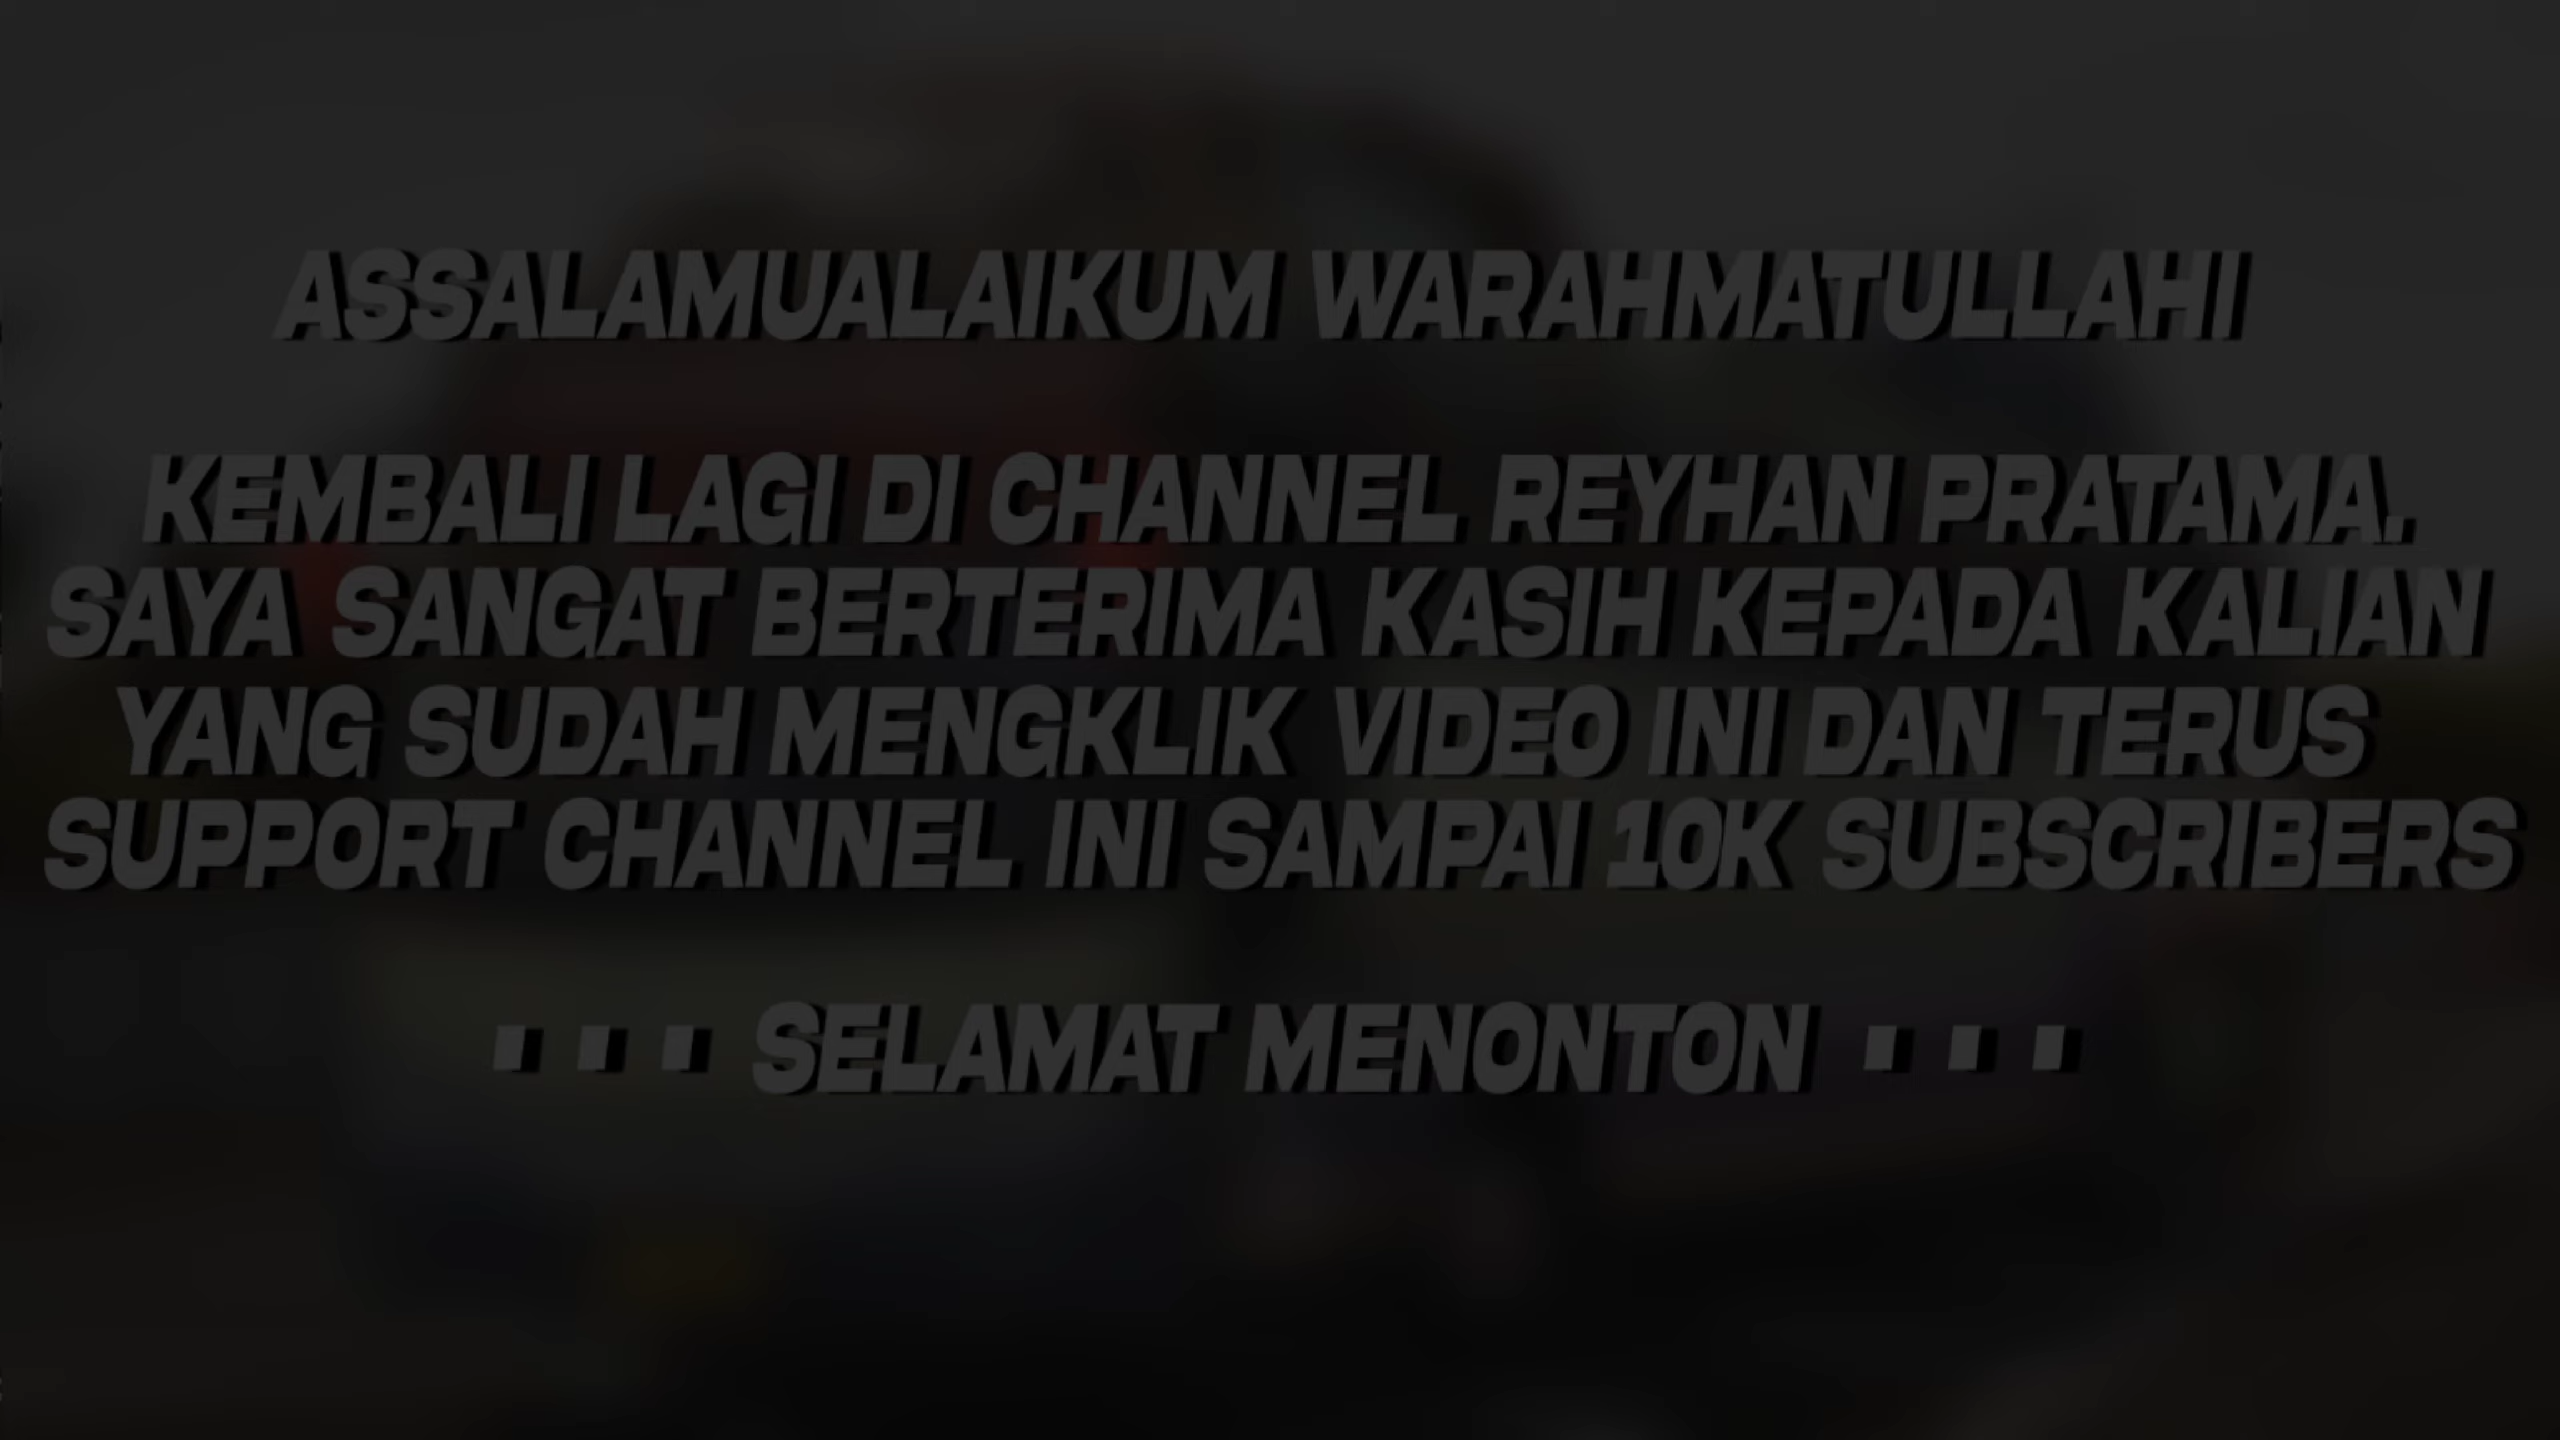 ASSALAMUALAIKUM WARAHMATULLAHI
KEMBALI LAGI DI CHANNEL REYHAN PRATAMA.
SAYA SANGAT BERTERIMA KASIH KEPADA KALIAN
YANG SUDAH MENGKLIK VIDEO INI DAN TERUS
SUPPORT CHANNEL INI SAMPAI 10K SUBSCRIBERS
▪ ▪ ▪ SELAMAT MENONTON ▪ ▪ ▪